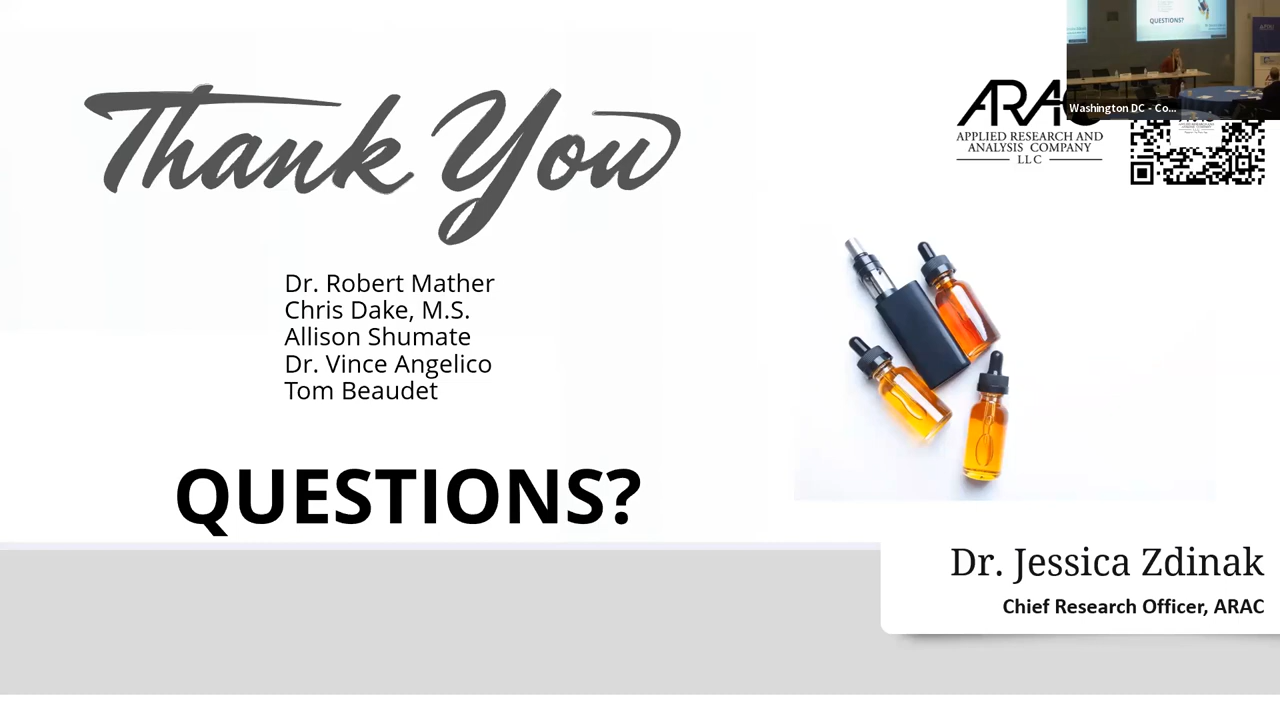 Thank You
ARAC
APPLIED RESEARCH AND
ANALYSIS COMPANY
LLC
QUESTIONS?
Washington DC - Co...
Dr. Robert Mather
Chris Dake, M.S.
Allison Shumate
Dr. Vince Angelico
Tom Beaudet
QUESTIONS?
Dr. Jessica Zdinak
Chief Research Officer, ARAC